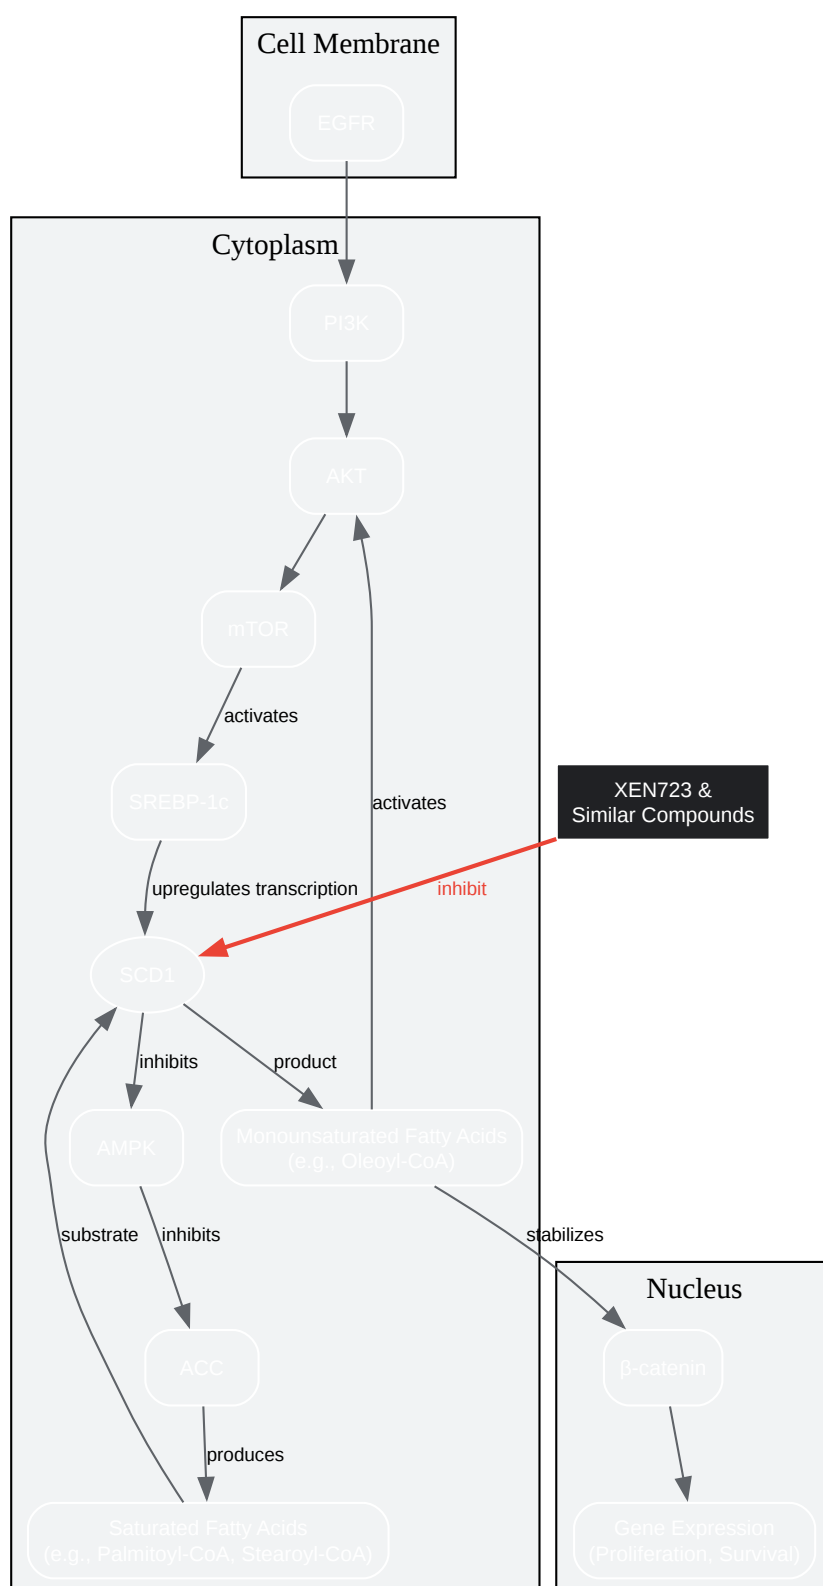 Cell Membrane
EGFR
Cytoplasm
PI3K
AKT
mTOR
activates
SREBP-1c
activates
XEN723 &
Similar Compounds
upregulates transcription
inhibit
SCD1
inhibits
product
AMPK
Monounsaturated Fatty Acids
(e.g., Oleoyl-CoA)
substrate
inhibits
stabilizes
Nucleus
ACC
β-catenin
produces
Saturated Fatty Acids
(e.g., Palmitoyl-CoA, Stearoyl-CoA)
Gene Expression
(Proliferation, Survival)